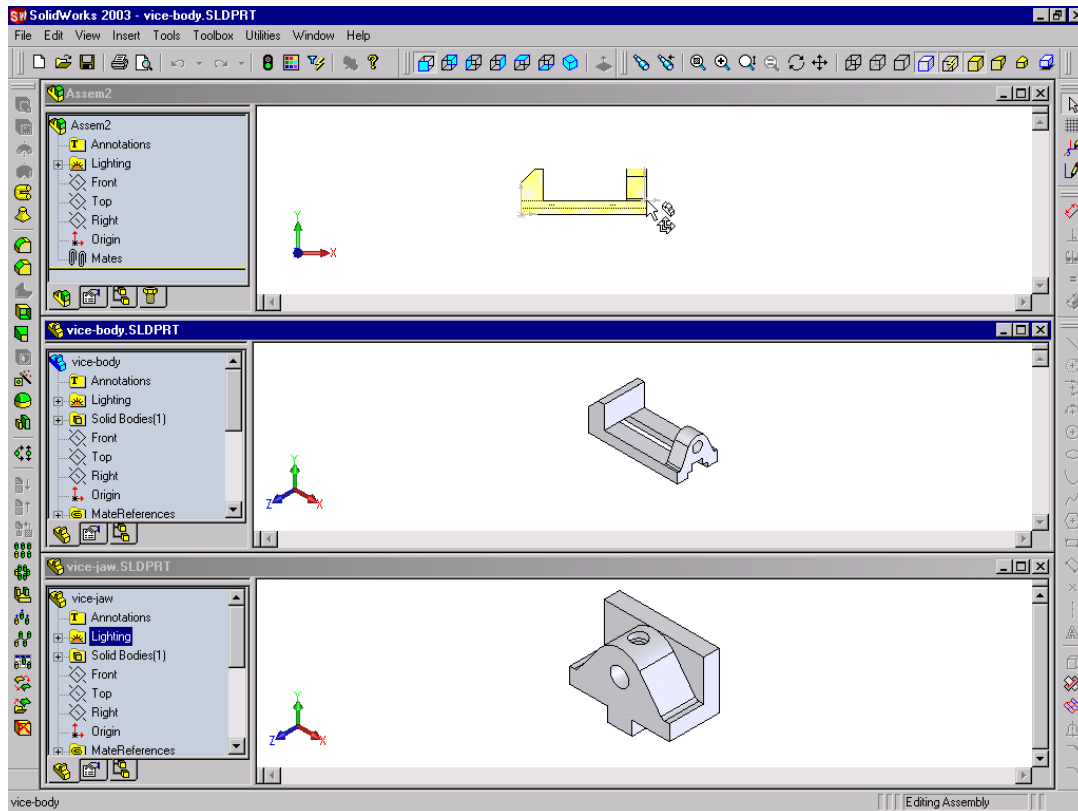 SW SolidWorks 2003 - vice-body.SLDPRT
File Edit View Insert Tools Toolbox Utilities Window Help
Assem2
Assem2
T Annotations
Lighting
Front
Top
Right
Origin
Mates
Y
X
vice-body.SLDPRT
vice-body
T Annotations
Lighting
Solid Bodies(1)
Front
Top
Right
Origin
MateReferences
Y
Z
X
vice-jaw.SLDPRT
vice-jaw
T Annotations
Lighting
Solid Bodies(1)
Front
Top
Right
Origin
MateReferences
Y
Z
X
vice-body
Editing Assembly